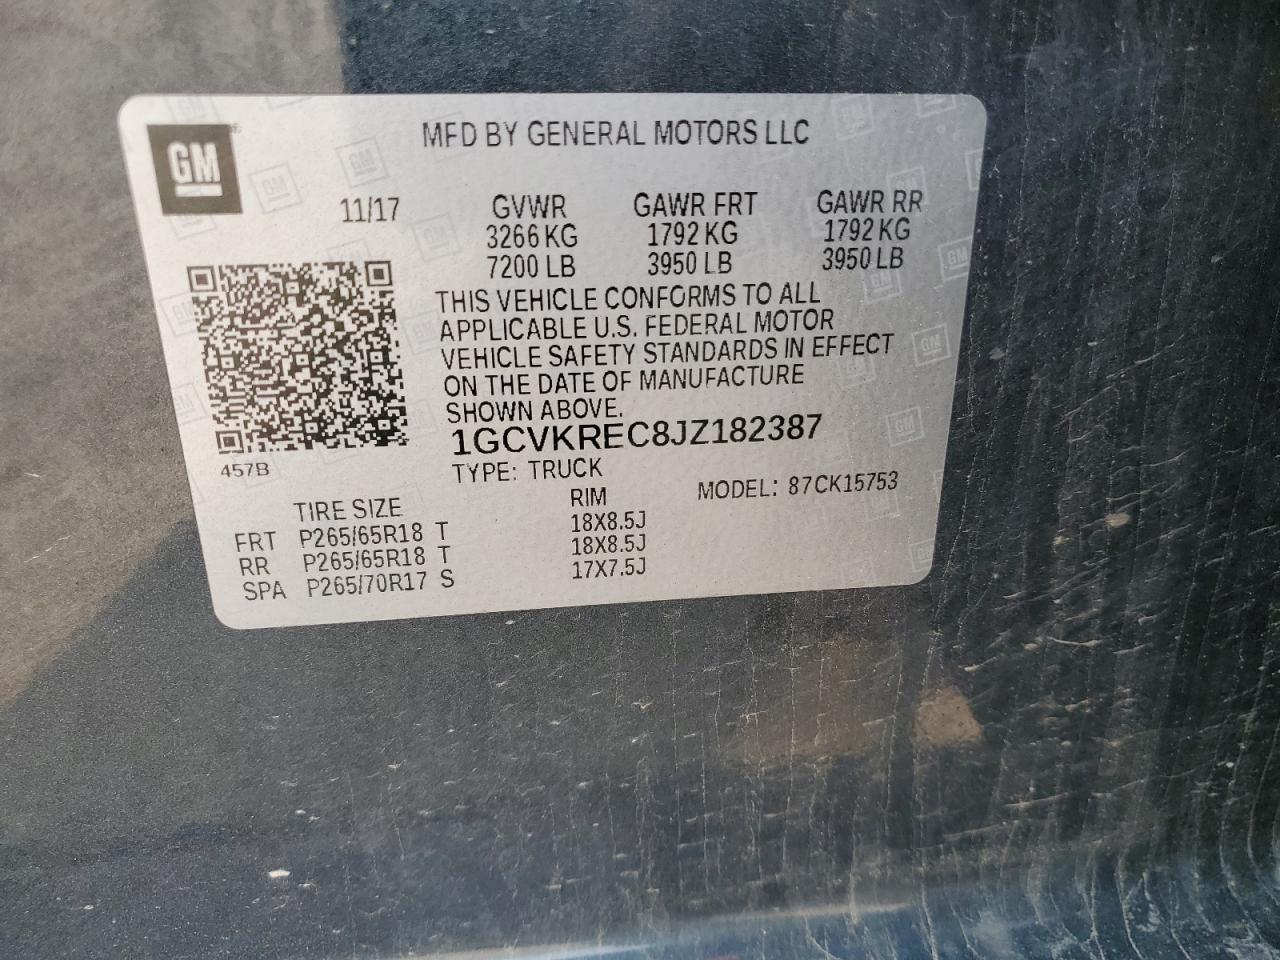 GM
MFD BY GENERAL MOTORS LLC
11/17 GVWR GAWR FRT GAWR RR
3266 KG 1792 KG 1792 KG
7200 LB 3950 LB 3950 LB
THIS VEHICLE CONFORMS TO ALL
APPLICABLE U.S. FEDERAL MOTOR
VEHICLE SAFETY STANDARDS IN EFFECT
ON THE DATE OF MANUFACTURE
SHOWN ABOVE.
1GCVKREC8JZ182387
457B
TYPE: TRUCK
MODEL: 87CK15753
TIRE SIZE RIM
FRT P265/65R18 T 18X8.5J
RR P265/65R18 T 18X8.5J
SPA P265/70R17 S 17X7.5J